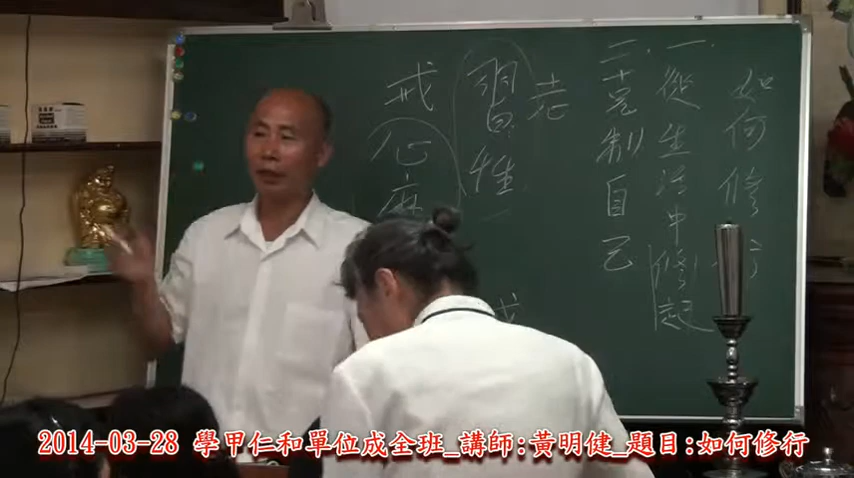 如何修行
一.從生活中修起
二.克制自己
老
習性
戒
心
2014-03-28 學甲仁和單位成全班_講師:黃明健_題目:如何修行